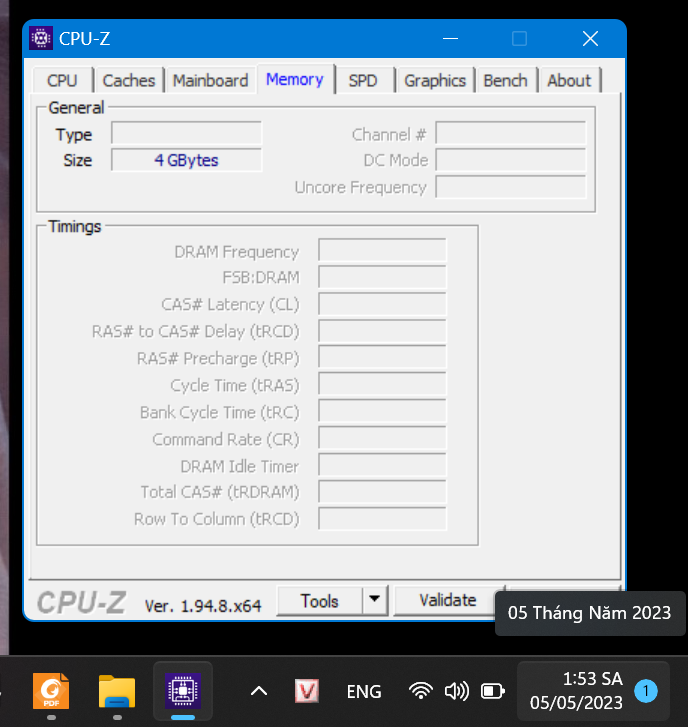 CPU-Z
CPU Caches Mainboard Memory SPD Graphics Bench About
General
Type
Channel #
Size 4 GBytes
DC Mode
Uncore Frequency
Timings
DRAM Frequency
FSB:DRAM
CAS# Latency (CL)
RAS# to CAS# Delay (tRCD)
RAS# Precharge (tRP)
Cycle Time (tRAS)
Bank Cycle Time (tRC)
Command Rate (CR)
DRAM Idle Timer
Total CAS# (tRDRAM)
Row To Column (tRCD)
CPU-Z Ver. 1.94.8.x64 Tools Validate
05 Tháng Năm 2023
PDF
V
ENG
1:53 SA
05/05/2023
1